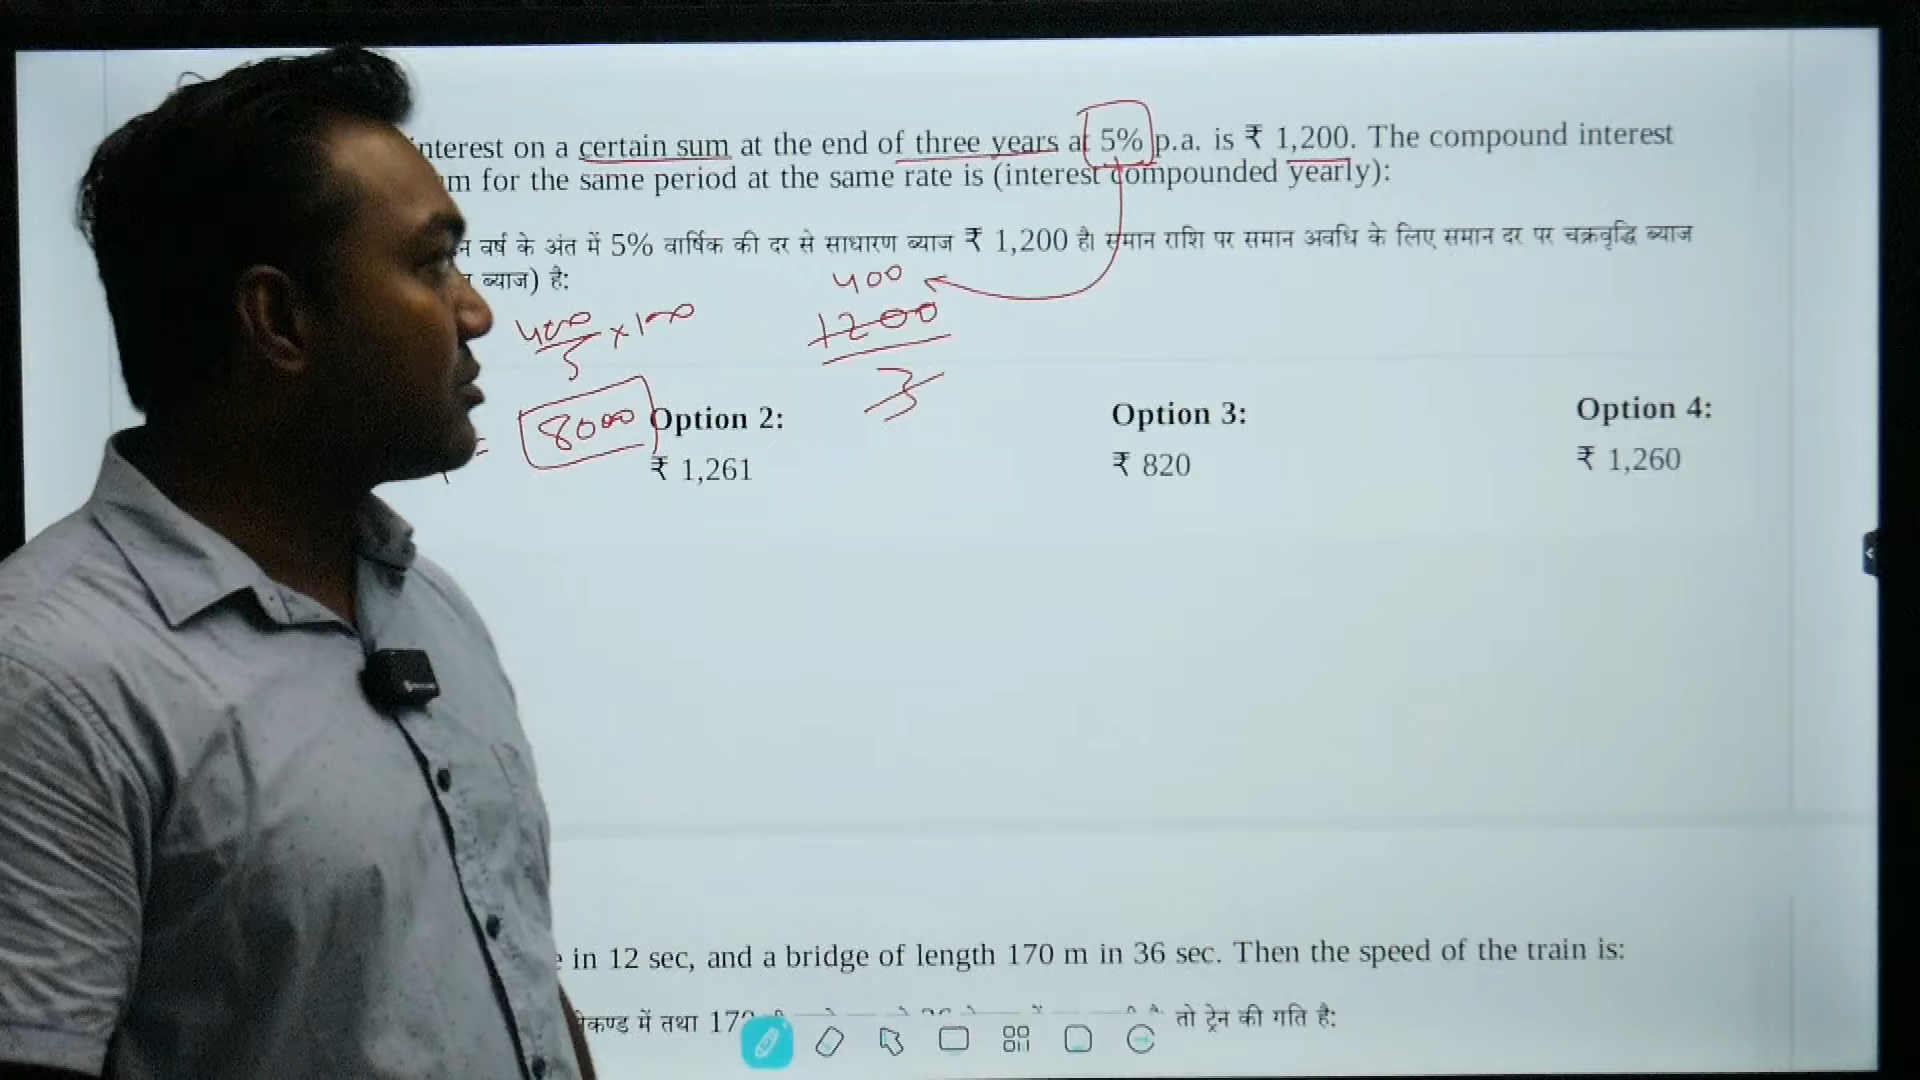 nterest on a certain sum at the end of three years at 5% p.a. is ₹ 1,200. The compound interest
m for the same period at the same rate is (interest compounded yearly):
न वर्ष के अंत में 5% वार्षिक की दर से साधारण ब्याज ₹ 1,200 है। समान राशि पर समान अवधि के लिए समान दर पर चक्रवृद्धि ब्याज
ब्याज) है:
400
400 × 100
1200
5
3
= 8000
Option 2:
Option 3:
Option 4:
₹ 1,261
₹ 820
₹ 1,260
e in 12 sec, and a bridge of length 170 m in 36 sec. Then the speed of the train is:
सेकण्ड में तथा 170
तो ट्रेन की गति है: